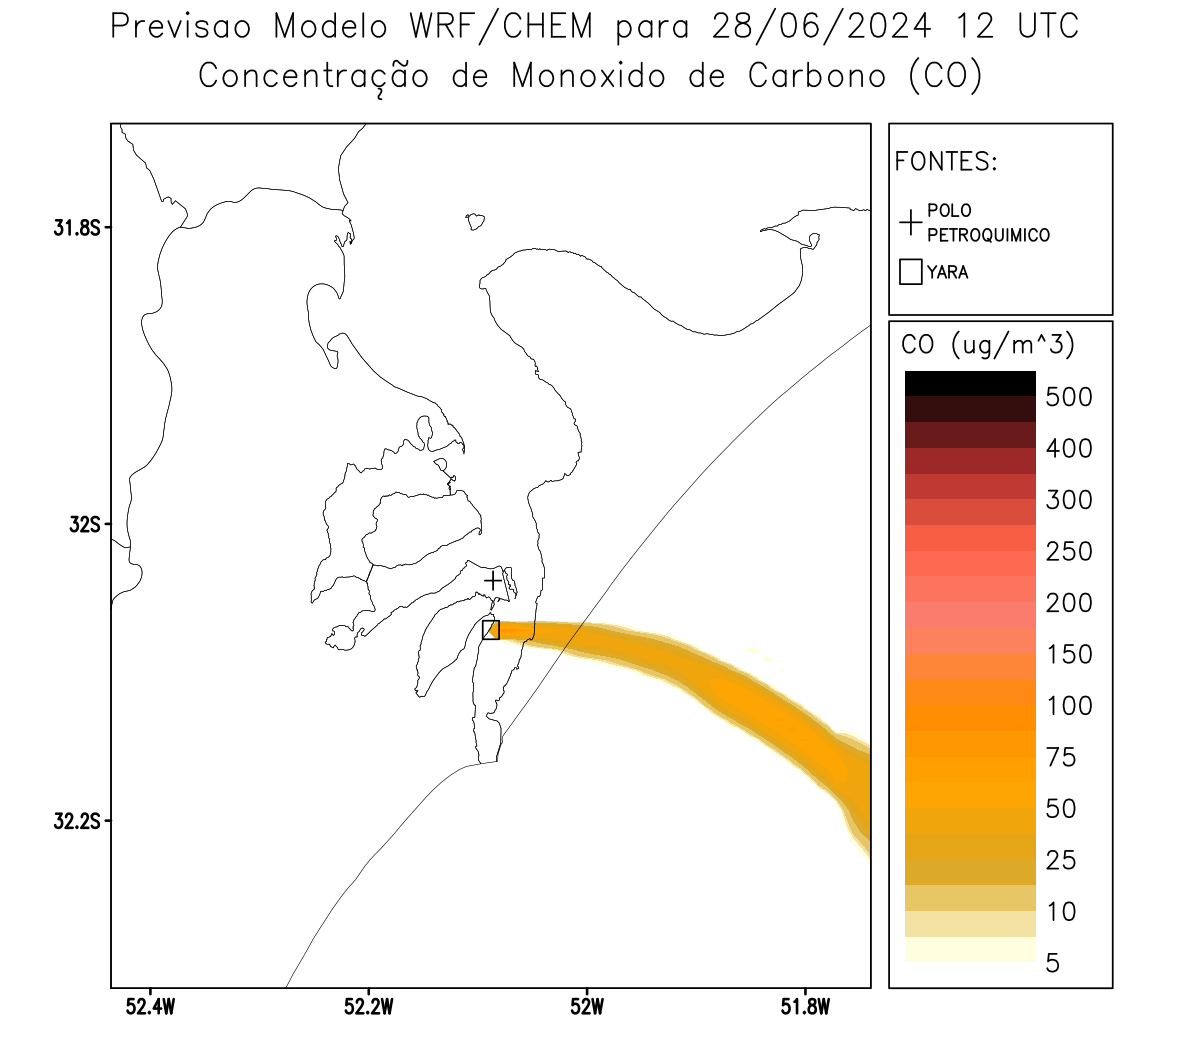 Previsao Modelo WRF/CHEM para 28/06/2024 12 UTC
Concentração de Monoxido de Carbono (CO)
FONTES:
POLO
PETROQUIMICO
YARA
CO (ug/m^3)
500
400
300
250
200
150
100
75
50
25
10
5
31.8S
32S
32.2S
52.4W
52.2W
52W
51.8W